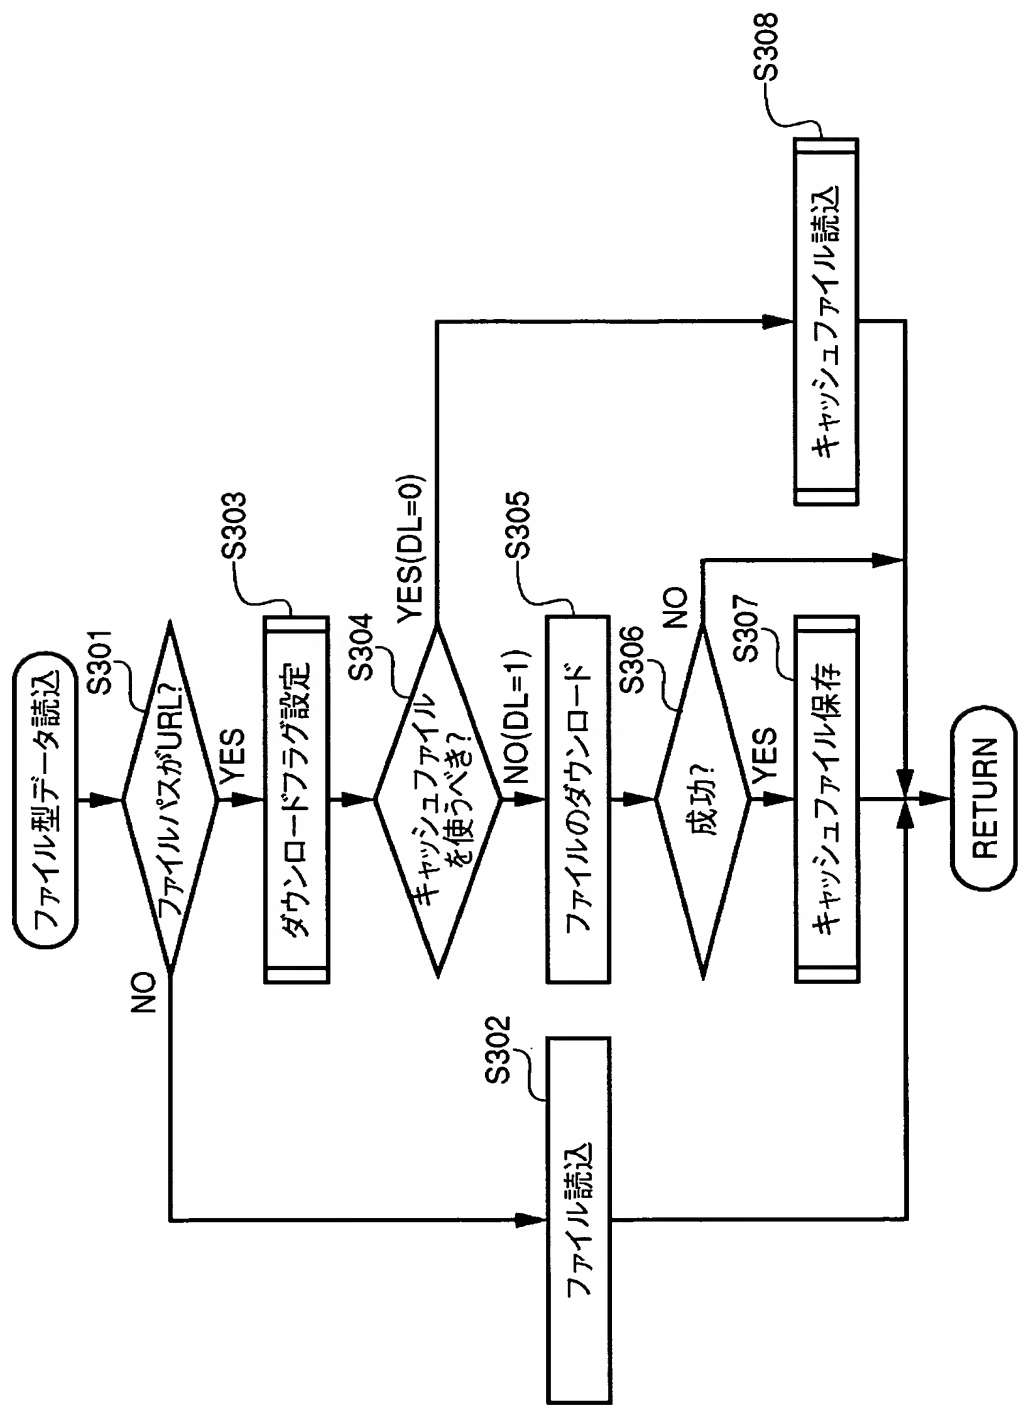 ファイル型データ読込
S301
ファイルパスがURL?
NO
YES
S303
ダウンロードフラグ設定
S304
キャッシュファイル
を使うべき?
YES(DL=0)
NO(DL=1)
S302
ファイル読込
S305
ファイルのダウンロード
S306
成功?
NO
YES
S307
キャッシュファイル保存
S308
キャッシュファイル読込
RETURN